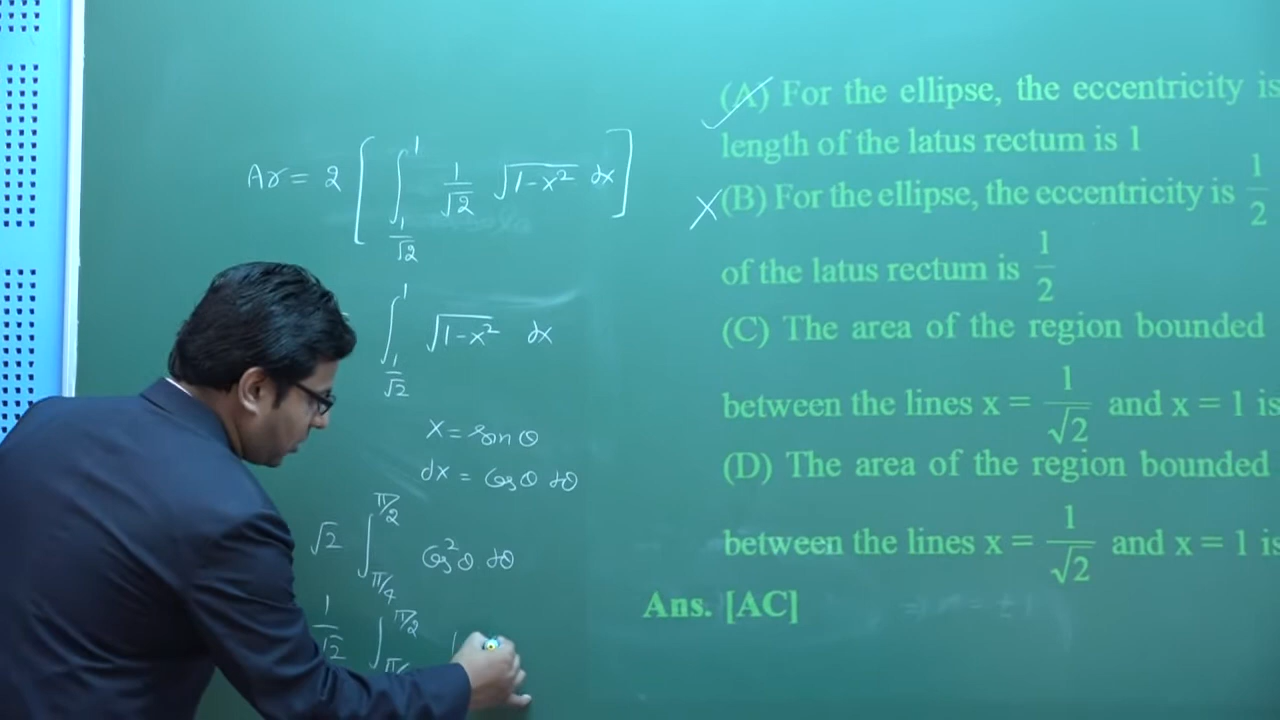 Ar = 2 [ ∫_{1/√2}^{1} 1/√2 √(1-x²) dx ]
∫_{1/√2}^{1} √(1-x²) dx
x = sin θ
dx = cos θ dθ
√2 ∫_{π/4}^{π/2} cos²θ dθ
1/√2 ∫^{π/2}
(A) For the ellipse, the eccentricity is
length of the latus rectum is 1
X (B) For the ellipse, the eccentricity is 1/2
of the latus rectum is 1/2
(C) The area of the region bounded
between the lines x = 1/√2 and x = 1 is
(D) The area of the region bounded
between the lines x = 1/√2 and x = 1 is
Ans. [AC]